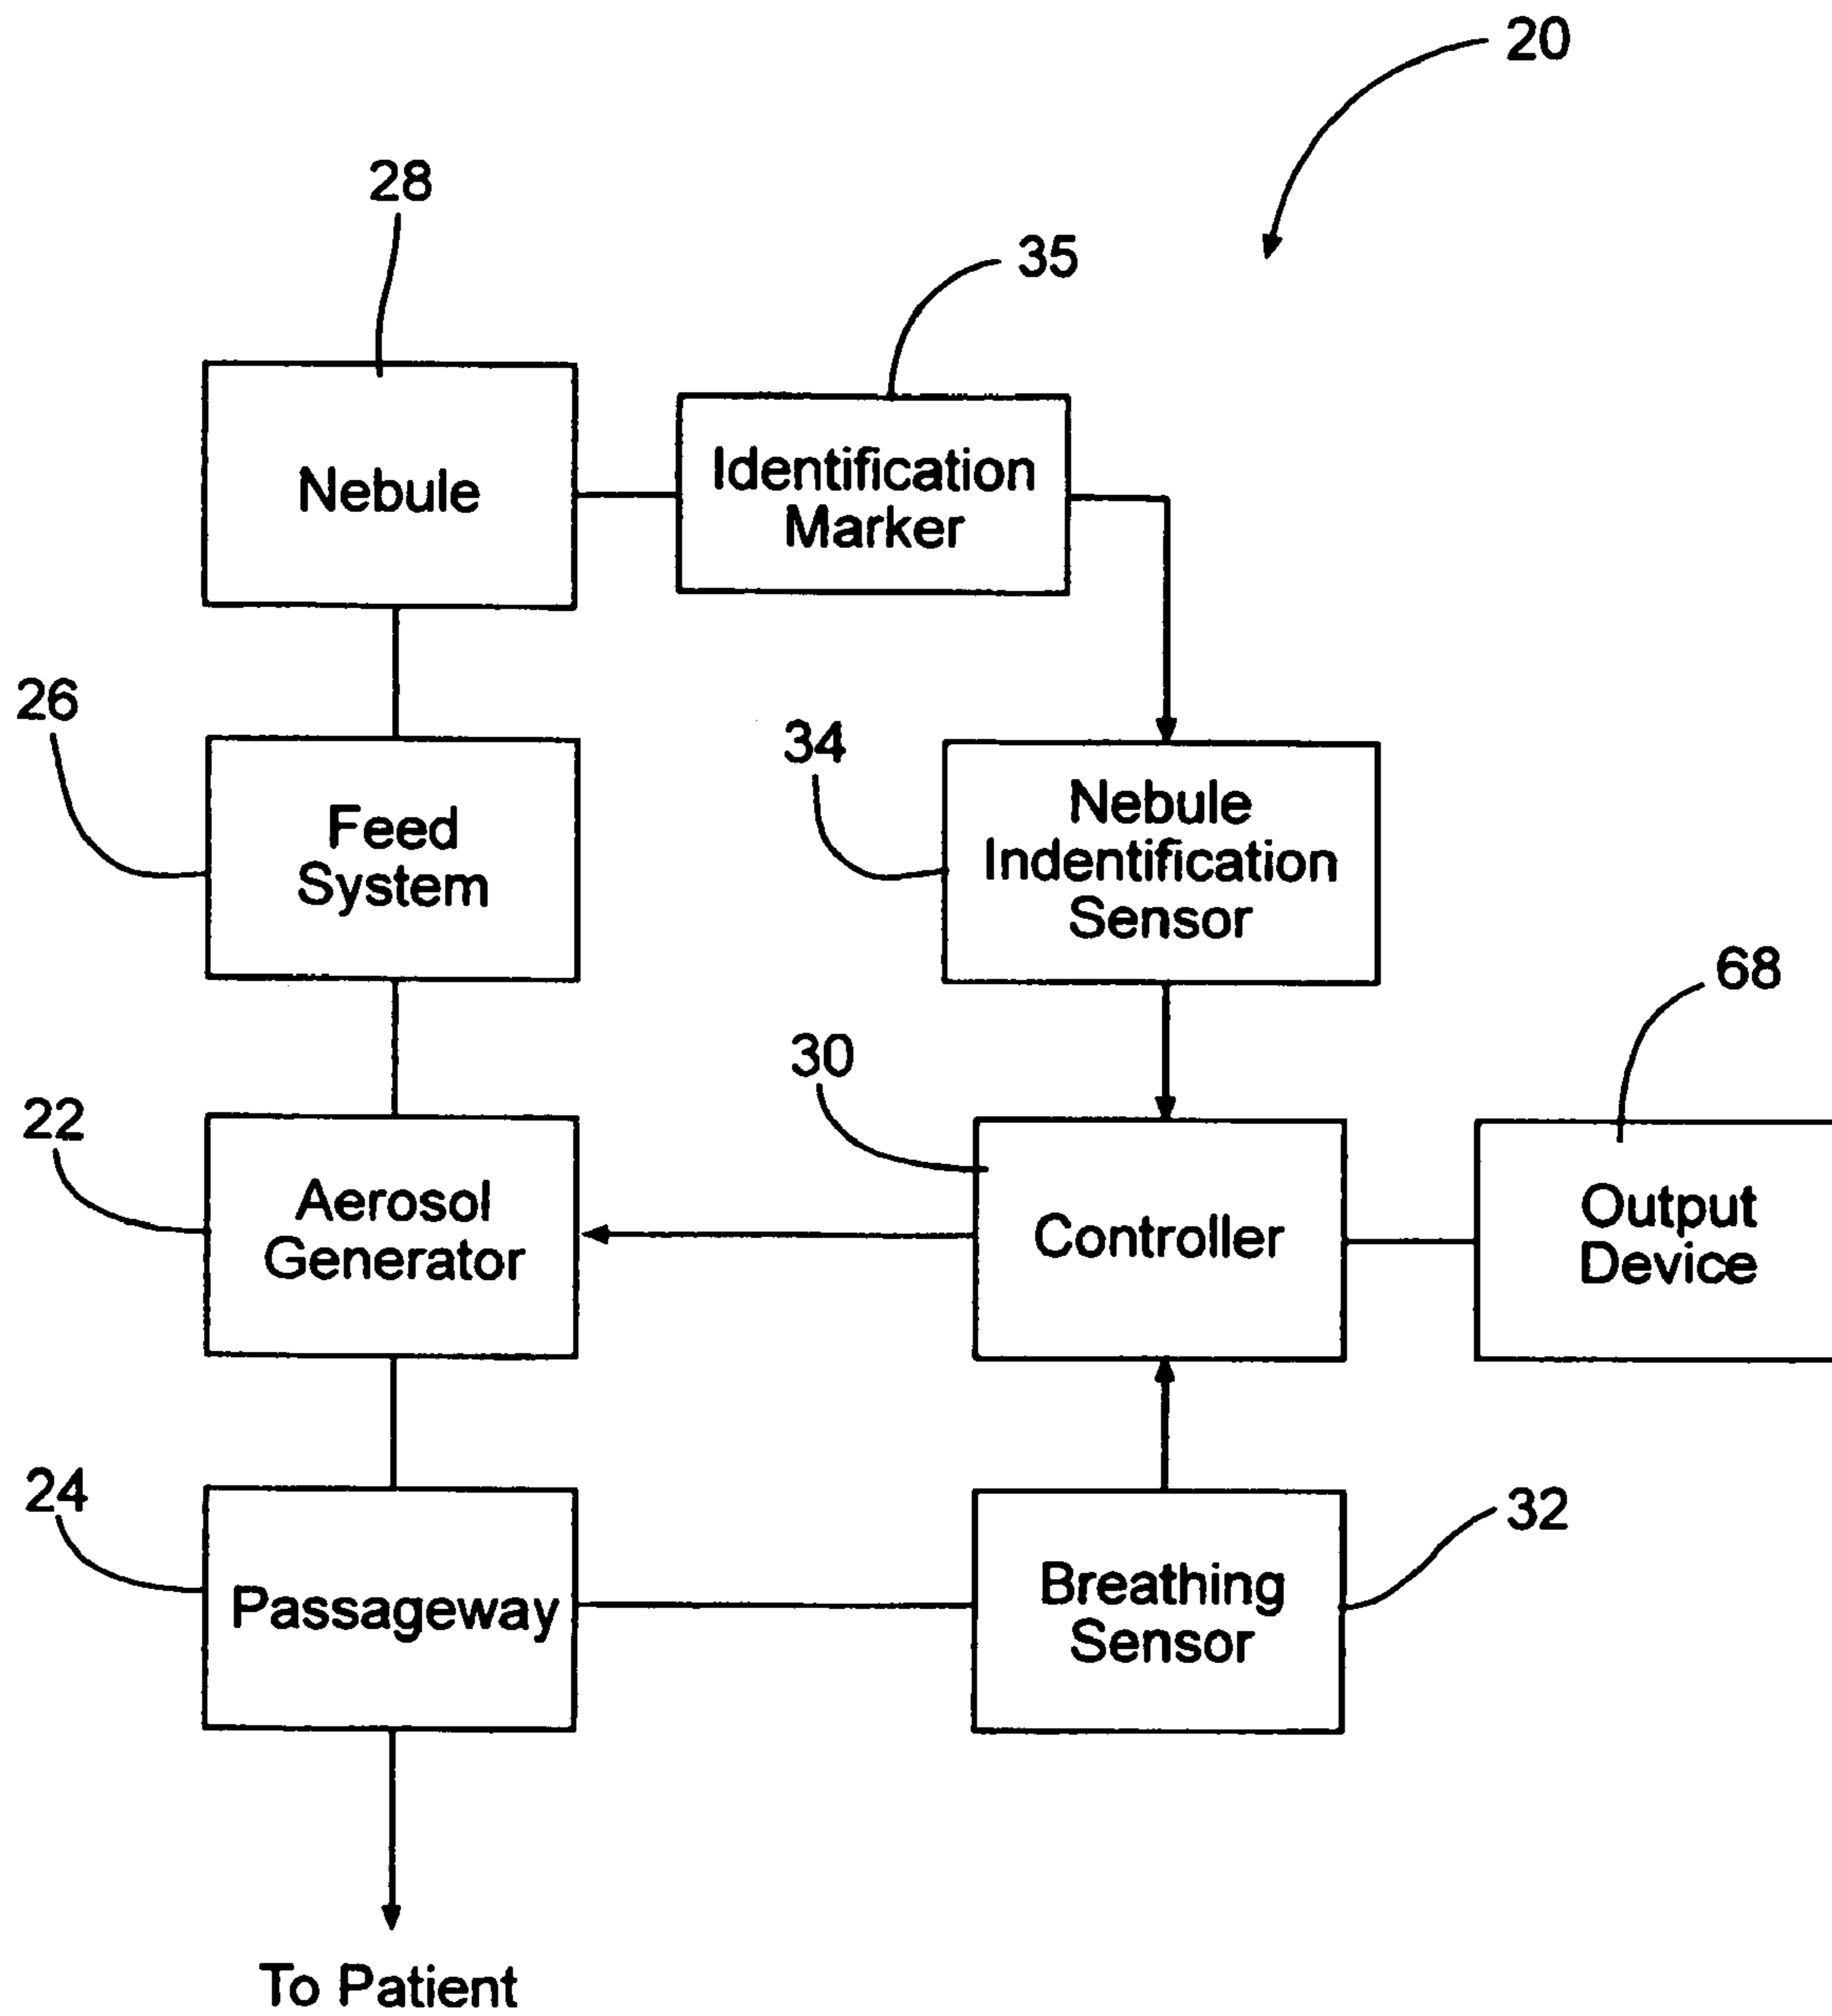 20
28
35
Nebule
Identification
Marker
26
34
Feed
System
Nebule
Indentification
Sensor
68
30
22
Aerosol
Generator
Controller
Output
Device
24
32
Passageway
Breathing
Sensor
To Patient